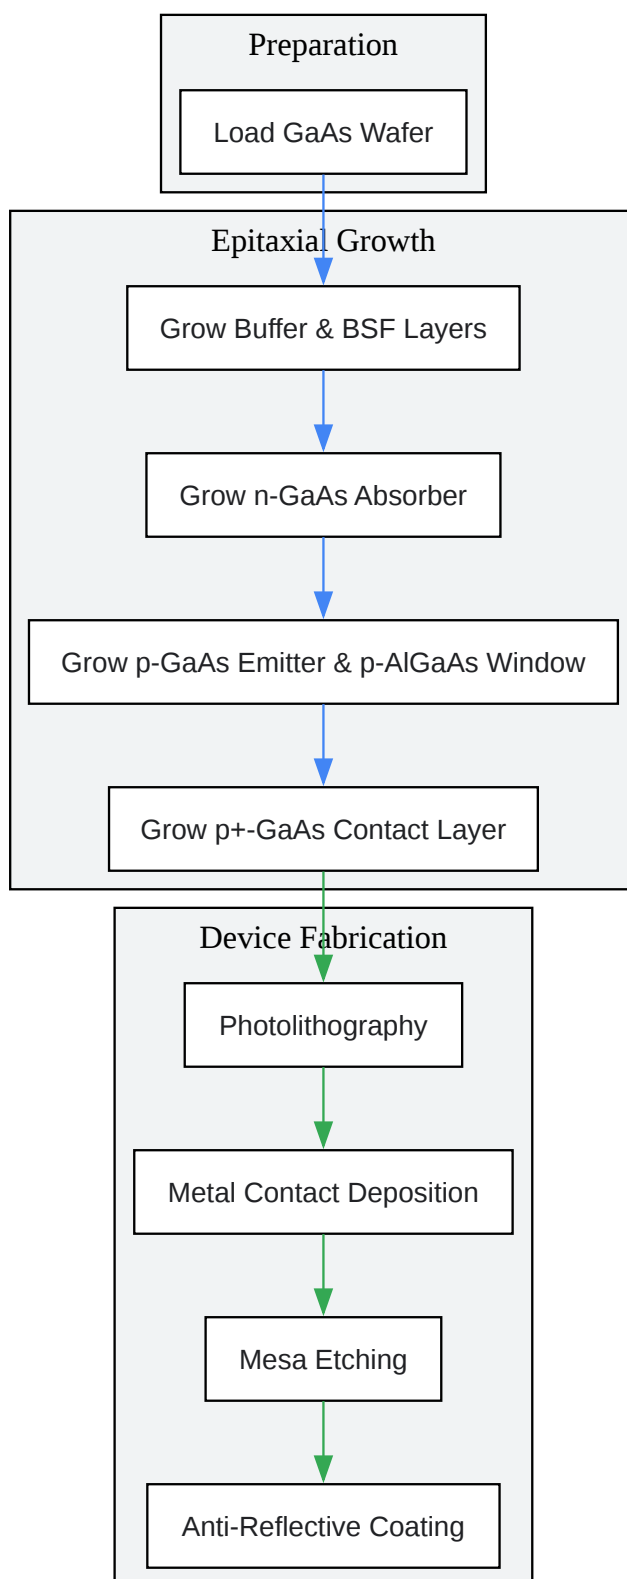 Preparation
Load GaAs Wafer
Epitaxial Growth
Grow Buffer & BSF Layers
Grow n-GaAs Absorber
Grow p-GaAs Emitter & p-AlGaAs Window
Grow p+-GaAs Contact Layer
Device Fabrication
Photolithography
Metal Contact Deposition
Mesa Etching
Anti-Reflective Coating